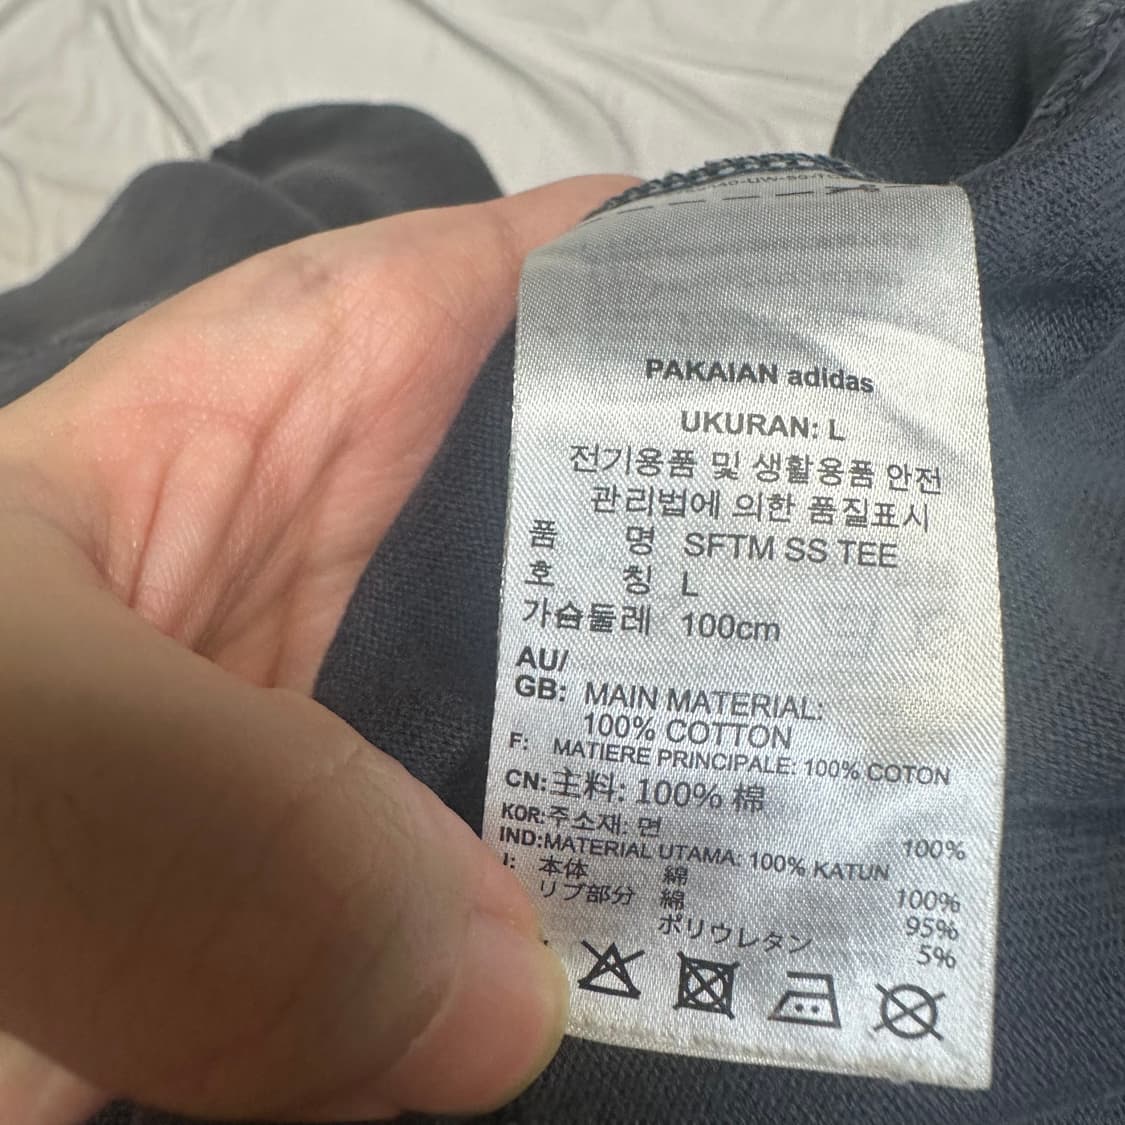 PAKAIAN adidas
UKURAN: L
전기용품 및 생활용품 안전
관리법에 의한 품질표시
품 명 SFTM SS TEE
호 칭 L
가슴둘레 100cm
AU/
GB: MAIN MATERIAL:
100% COTTON
F: MATIERE PRINCIPALE: 100% COTON
CN:主料: 100% 棉
KOR:주소재: 면 100%
IND:MATERIAL UTAMA: 100% KATUN
本体 綿 100%
リブ部分 綿 95%
ポリウレタン 5%